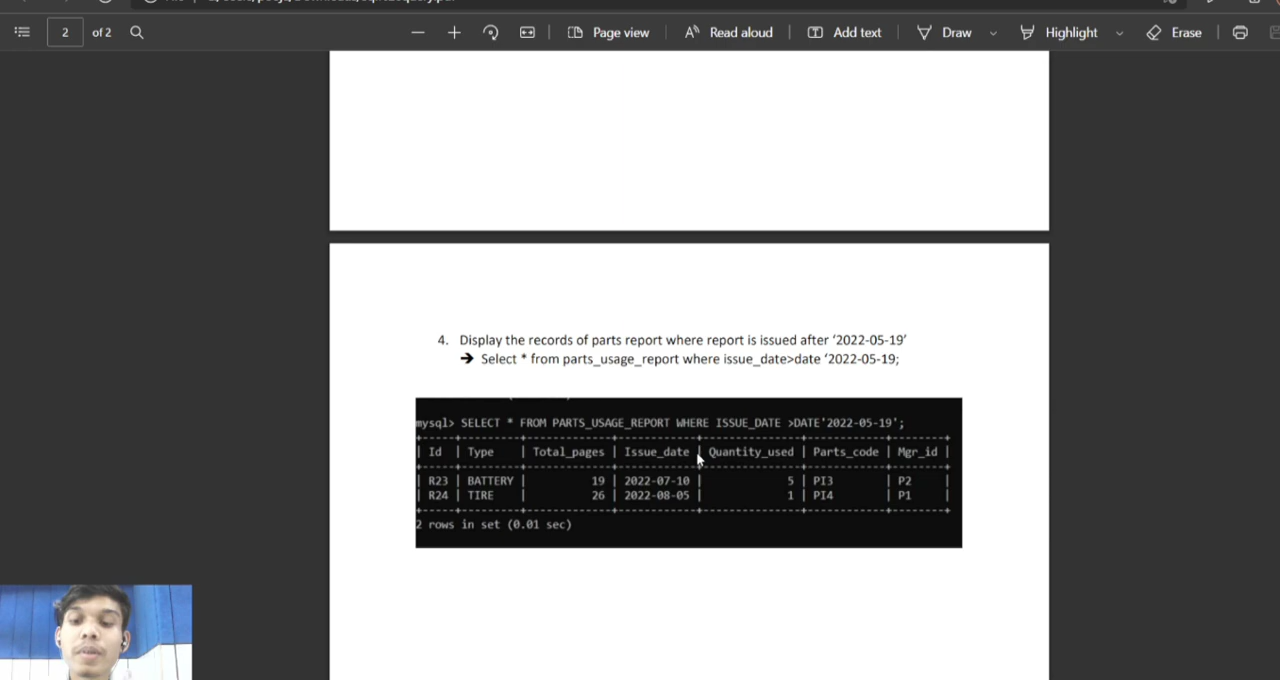 2 of 2 Page view Read aloud Add text Draw Highlight Erase
4. Display the records of parts report where report is issued after ‘2022-05-19’
➔ Select * from parts_usage_report where issue_date>date ‘2022-05-19;
mysql> SELECT * FROM PARTS_USAGE_REPORT WHERE ISSUE_DATE >DATE'2022-05-19';
| Id | Type | Total_pages | Issue_date | Quantity_used | Parts_code | Mgr_id |
| R23 | BATTERY | 19 | 2022-07-10 | 5 | PI3 | P2 |
| R24 | TIRE | 26 | 2022-08-05 | 1 | PI4 | P1 |
2 rows in set (0.01 sec)